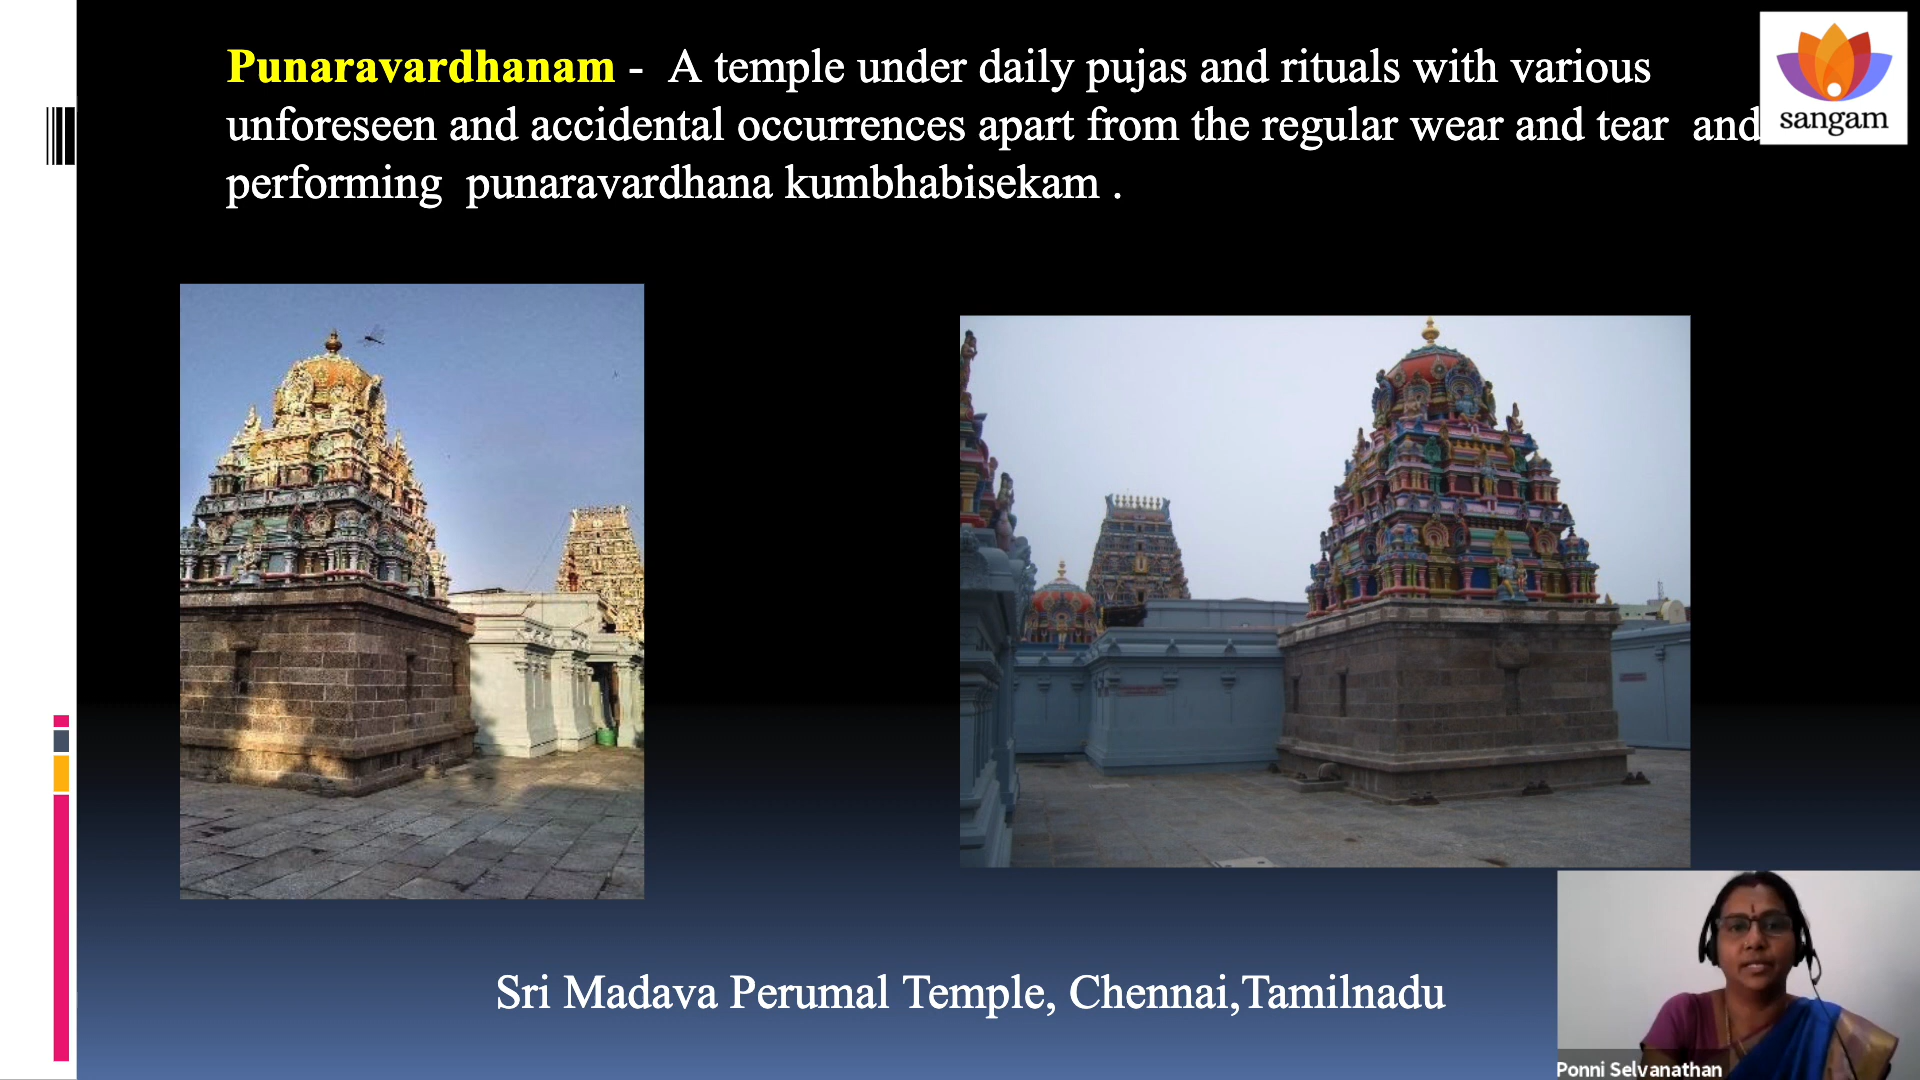 Punaravardhanam -  A temple under daily pujas and rituals with various
unforeseen and accidental occurrences apart from the regular wear and tear  and
performing  punaravardhana kumbhabisekam .
sangam
Sri Madava Perumal Temple, Chennai,Tamilnadu
Ponni Selvanathan